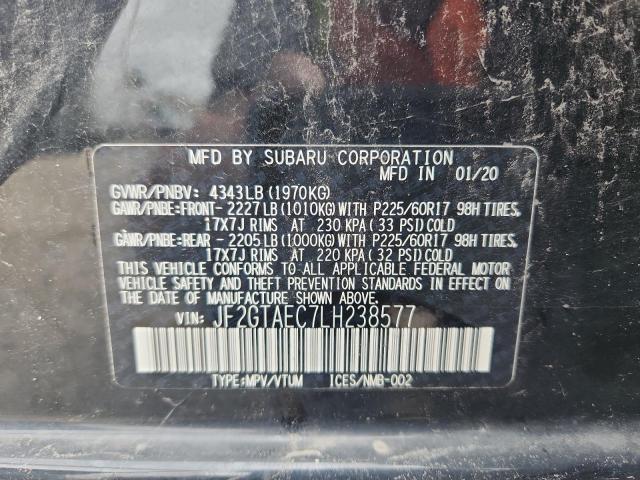 MFD BY SUBARU CORPORATION
MFD IN 01/20
GVWR/PNBV: 4343LB (1970KG)
GAWR/PNBE:FRONT- 2227 LB (1010KG) WITH P225/60R17 98H TIRES,
17X7J RIMS AT 230 KPA (33 PSI) COLD
GAWR/PNBE:REAR - 2205 LB (1000KG) WITH P225/60R17 98H TIRES,
17X7J RIMS AT 220 KPA (32 PSI) COLD
THIS VEHICLE CONFORMS TO ALL APPLICABLE FEDERAL MOTOR
VEHICLE SAFETY AND THEFT PREVENTION STANDARDS IN EFFECT
ON THE DATE OF MANUFACTURE SHOWN ABOVE.
VIN: JF2GTAEC7LH238577
TYPE:MPV/VTUM ICES/NMB-002